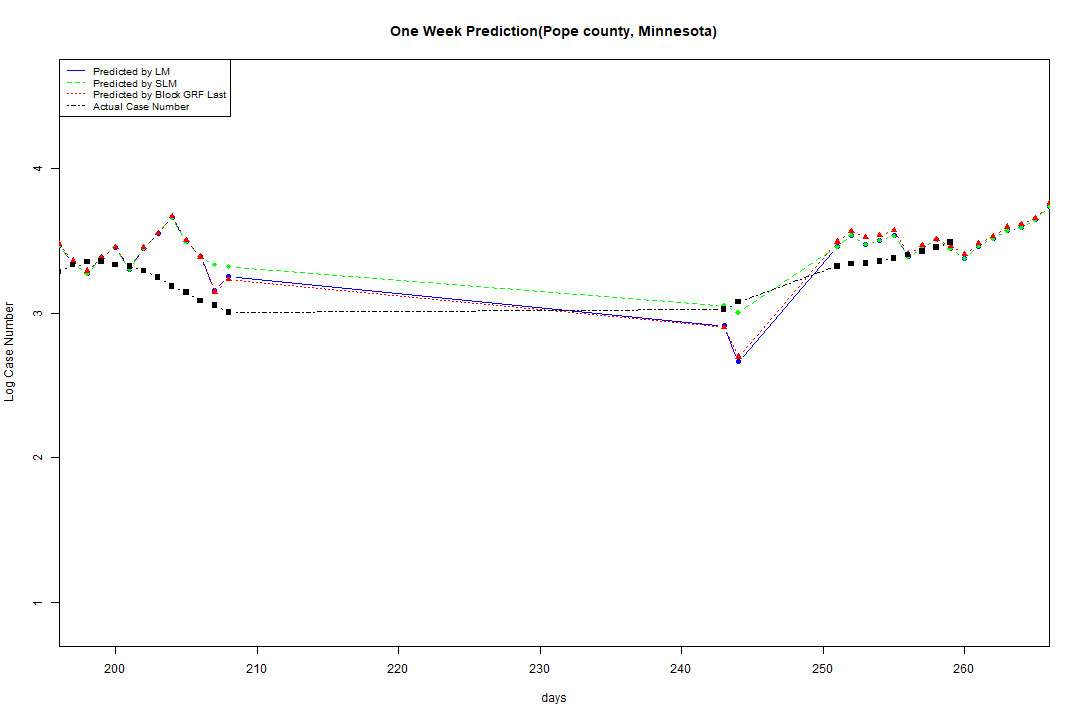 One Week Prediction(Pope county, Minnesota)
Predicted by LM
Predicted by SLM
Predicted by Block GRF Last
Actual Case Number
4
3
2
1
Log Case Number
200 210 220 230 240 250 260
days